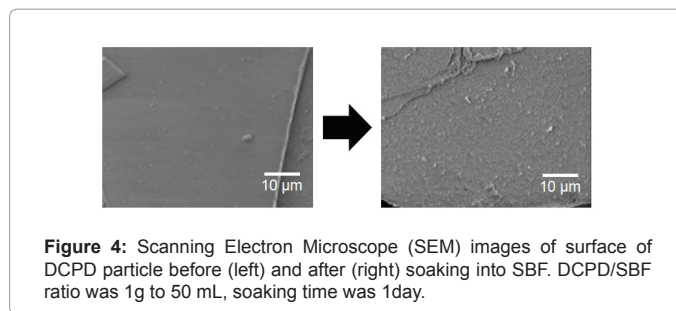 10 µm
10 µm
Figure 4: Scanning Electron Microscope (SEM) images of surface of
DCPD particle before (left) and after (right) soaking into SBF. DCPD/SBF
ratio was 1g to 50 mL, soaking time was 1day.